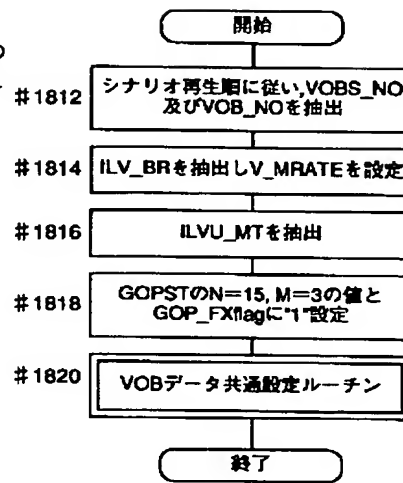 開始
の
#1812
シナリオ再生順に従い,VOBS_NO
及びVOB_NOを抽出
#1814
ILV_BRを抽出しV_MRATEを設定
#1816
ILVU_MTを抽出
#1818
GOPSTのN=15, M=3の値と
GOP_FXflagに"1"設定
#1820
VOBデータ共通設定ルーチン
終了